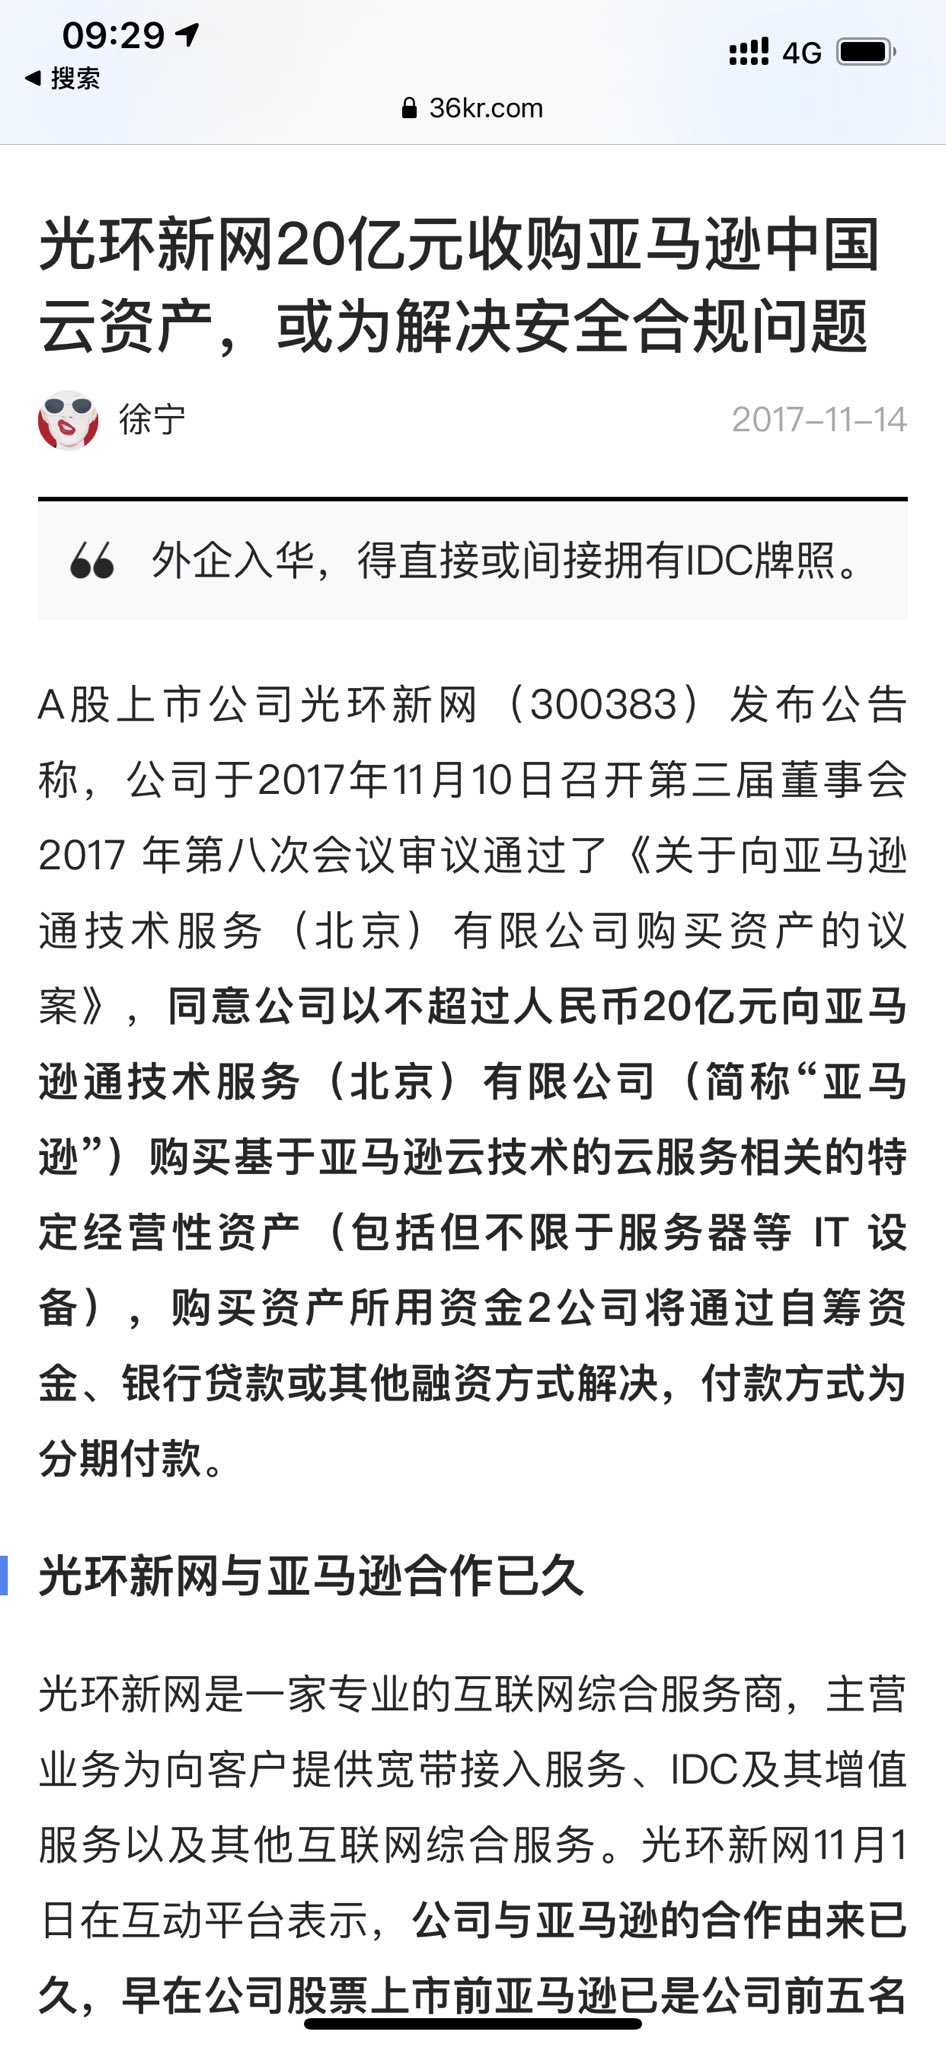 09:29
搜索
4G
36kr.com
光环新网20亿元收购亚马逊中国
云资产，或为解决安全合规问题
徐宁
2017-11-14
外企入华，得直接或间接拥有IDC牌照。
A股上市公司光环新网（300383）发布公告
称，公司于2017年11月10日召开第三届董事会
2017 年第八次会议审议通过了《关于向亚马逊
通技术服务（北京）有限公司购买资产的议
案》，同意公司以不超过人民币20亿元向亚马
逊通技术服务（北京）有限公司（简称“亚马
逊”）购买基于亚马逊云技术的云服务相关的特
定经营性资产（包括但不限于服务器等 IT 设
备），购买资产所用资金2公司将通过自筹资
金、银行贷款或其他融资方式解决，付款方式为
分期付款。
光环新网与亚马逊合作已久
光环新网是一家专业的互联网综合服务商，主营
业务为向客户提供宽带接入服务、IDC及其增值
服务以及其他互联网综合服务。光环新网11月1
日在互动平台表示，公司与亚马逊的合作由来已
久，早在公司股票上市前亚马逊已是公司前五名